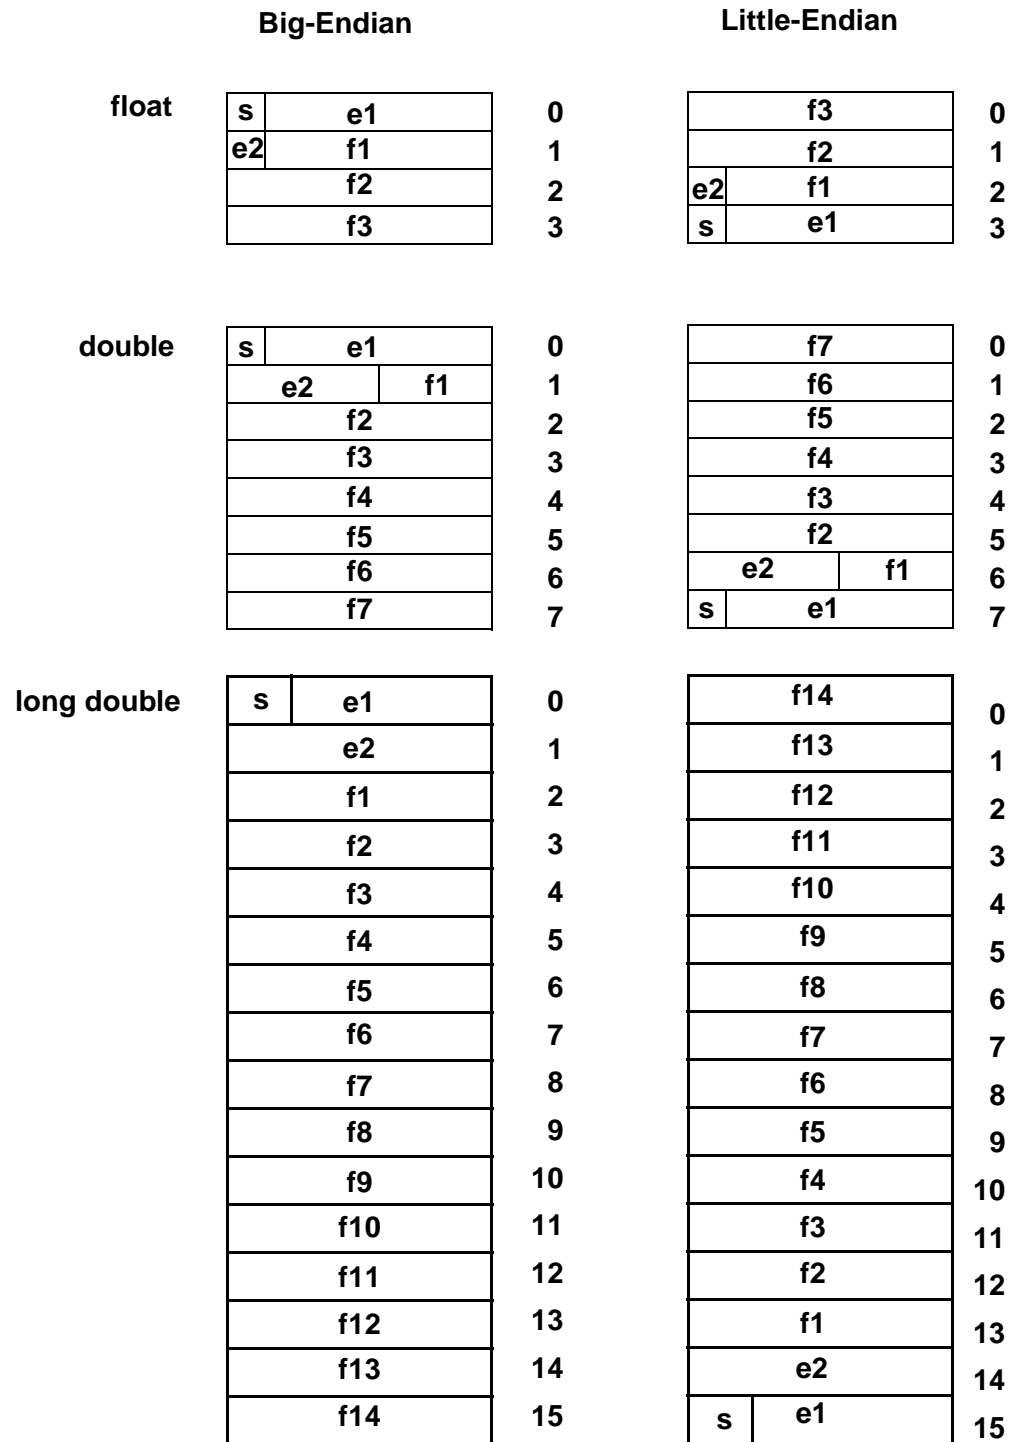 Big-Endian Little-Endian
float s e1 0 f3 0
e2 f1 1 f2 1
f2 2 e2 f1 2
f3 3 s e1 3
double s e1 0 f7 0
e2 f1 1 f6 1
f2 2 f5 2
f3 3 f4 3
f4 4 f3 4
f5 5 f2 5
f6 6 e2 f1 6
f7 7 s e1 7
long double s e1 0 f14 0
e2 1 f13 1
f1 2 f12 2
f2 3 f11 3
f3 4 f10 4
f4 5 f9 5
f5 6 f8 6
f6 7 f7 7
f7 8 f6 8
f8 9 f5 9
f9 10 f4 10
f10 11 f3 11
f11 12 f2 12
f12 13 f1 13
f13 14 e2 14
f14 15 s e1 15